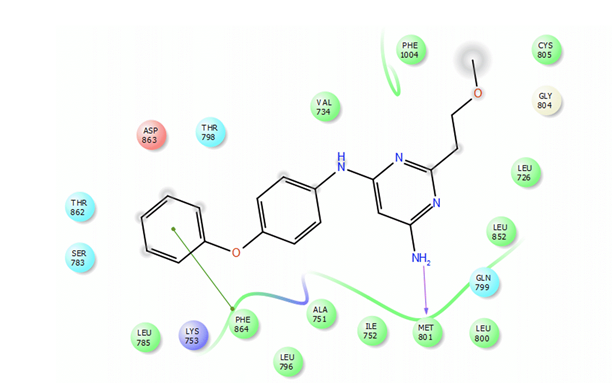 PHE
1004
CYS
805
O
GLY
804
VAL
734
ASP
863
THR
798
H
N
N
LEU
726
THR
862
N
LEU
852
SER
783
O
NH2
GLN
799
LEU
785
LYS
753
PHE
864
ALA
751
ILE
752
MET
801
LEU
800
LEU
796